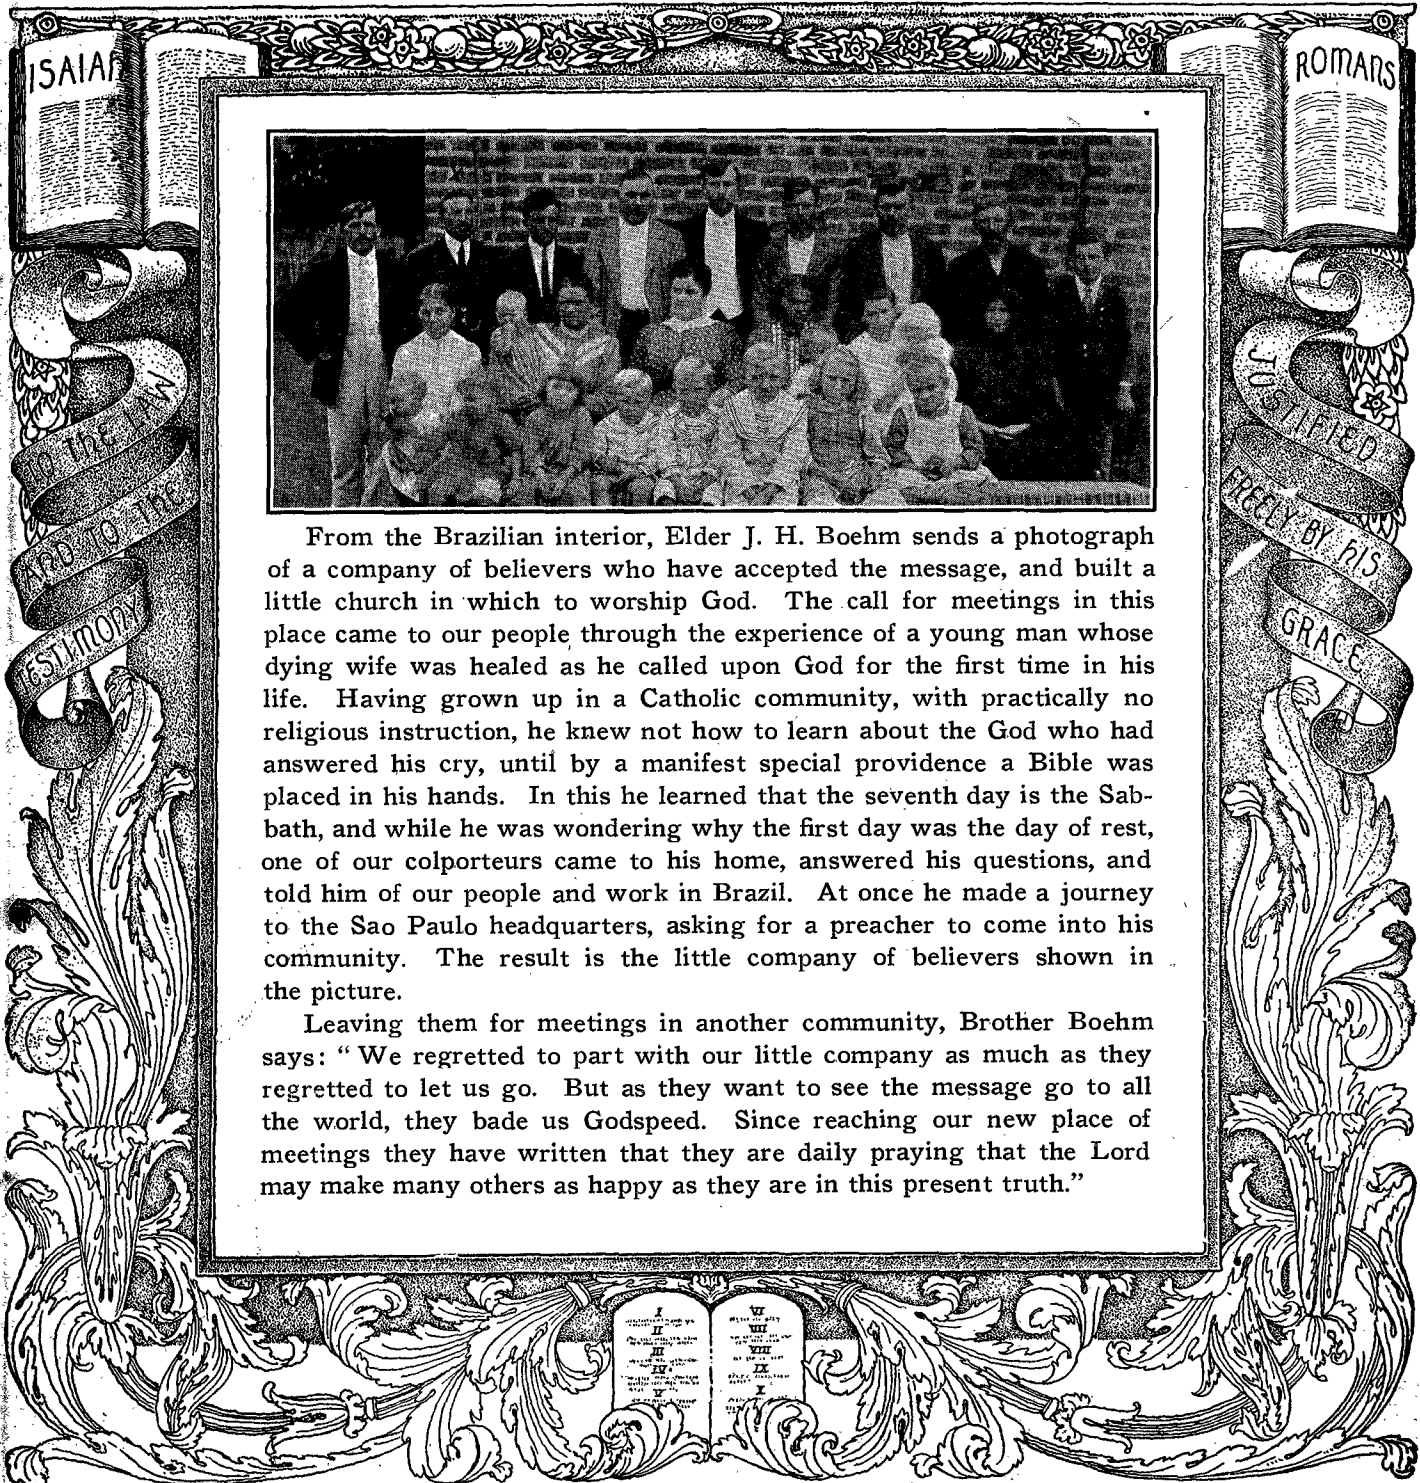 ISAIAH
ROMANS
TO THE LAW
AND TO THE
TESTIMONY
JUSTIFIED
FREELY BY HIS
GRACE
From the Brazilian interior, Elder J. H. Boehm sends a photograph
of a company of believers who have accepted the message, and built a
little church in which to worship God. The call for meetings in this
place came to our people through the experience of a young man whose
dying wife was healed as he called upon God for the first time in his
life. Having grown up in a Catholic community, with practically no
religious instruction, he knew not how to learn about the God who had
answered his cry, until by a manifest special providence a Bible was
placed in his hands. In this he learned that the seventh day is the Sab-
bath, and while he was wondering why the first day was the day of rest,
one of our colporteurs came to his home, answered his questions, and
told him of our people and work in Brazil. At once he made a journey
to the Sao Paulo headquarters, asking for a preacher to come into his
community. The result is the little company of believers shown in
the picture.
Leaving them for meetings in another community, Brother Boehm
says: “ We regretted to part with our little company as much as they
regretted to let us go. But as they want to see the message go to all
the world, they bade us Godspeed. Since reaching our new place of
meetings they have written that they are daily praying that the Lord
may make many others as happy as they are in this present truth.”
I
II
III
IV
V
VI
VII
VIII
IX
X